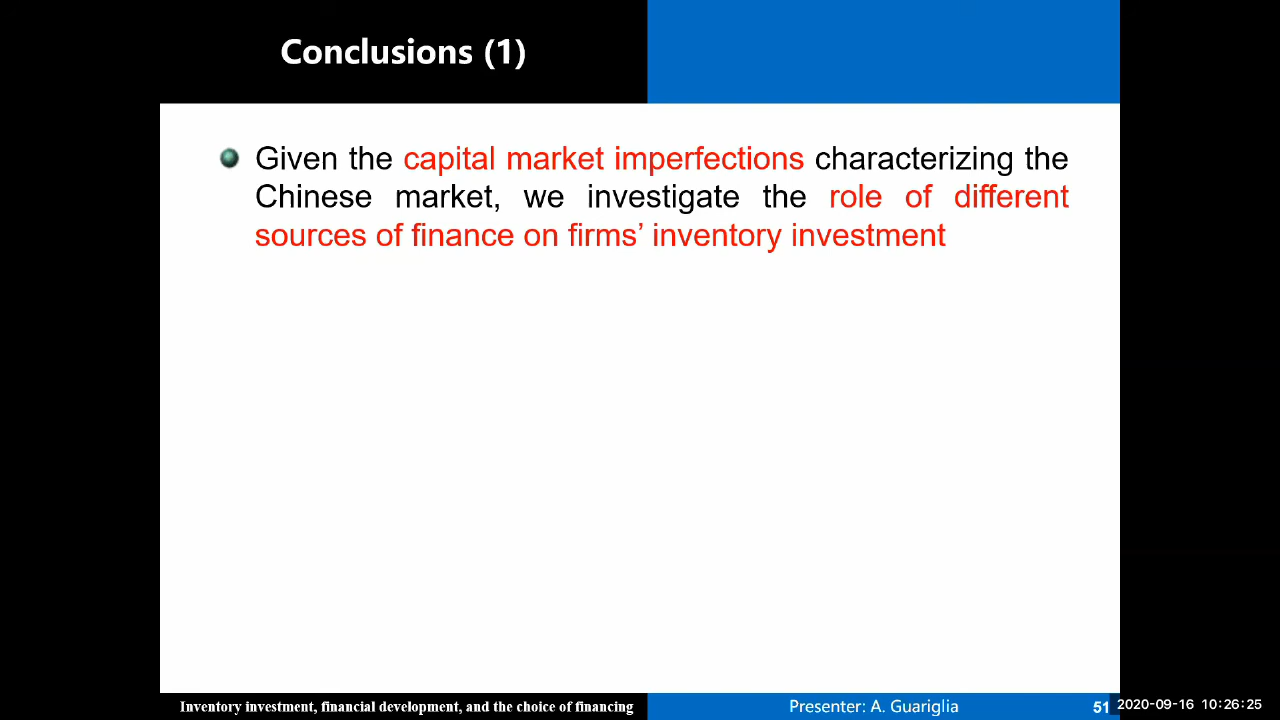 Conclusions (1)
Given the capital market imperfections characterizing the
Chinese market, we investigate the role of different
sources of finance on firms’ inventory investment
Inventory investment, financial development, and the choice of financing
Presenter: A. Guariglia
51
2020-09-16 10:26:25